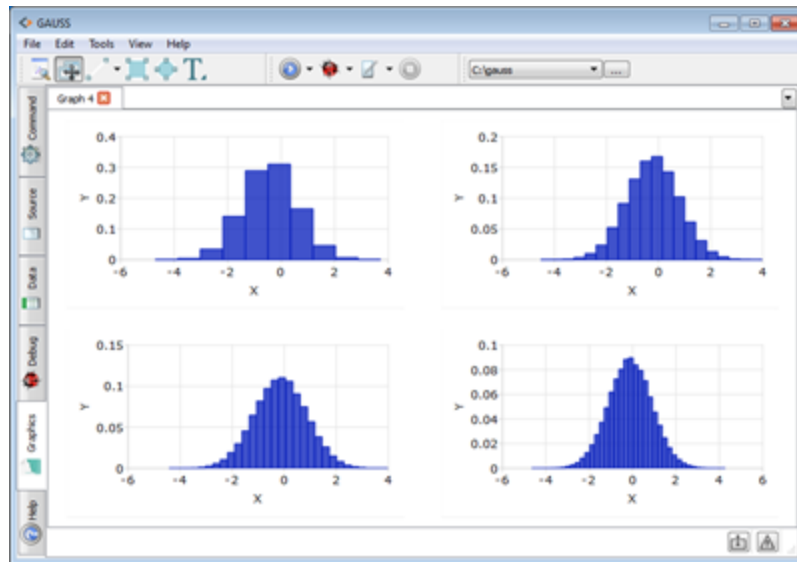 GAUSS
File Edit Tools View Help
C:\gauss ...
Graph 4
Command
Source
Data
Debug
Graphics
Help
0.4
0.3
0.2
0.1
0
Y
-6 -4 -2 0 2 4
X
0.2
0.15
0.1
0.05
0
Y
-6 -4 -2 0 2 4
X
0.15
0.1
0.05
0
Y
-6 -4 -2 0 2 4
X
0.1
0.08
0.06
0.04
0.02
0
Y
-6 -4 -2 0 2 4 6
X